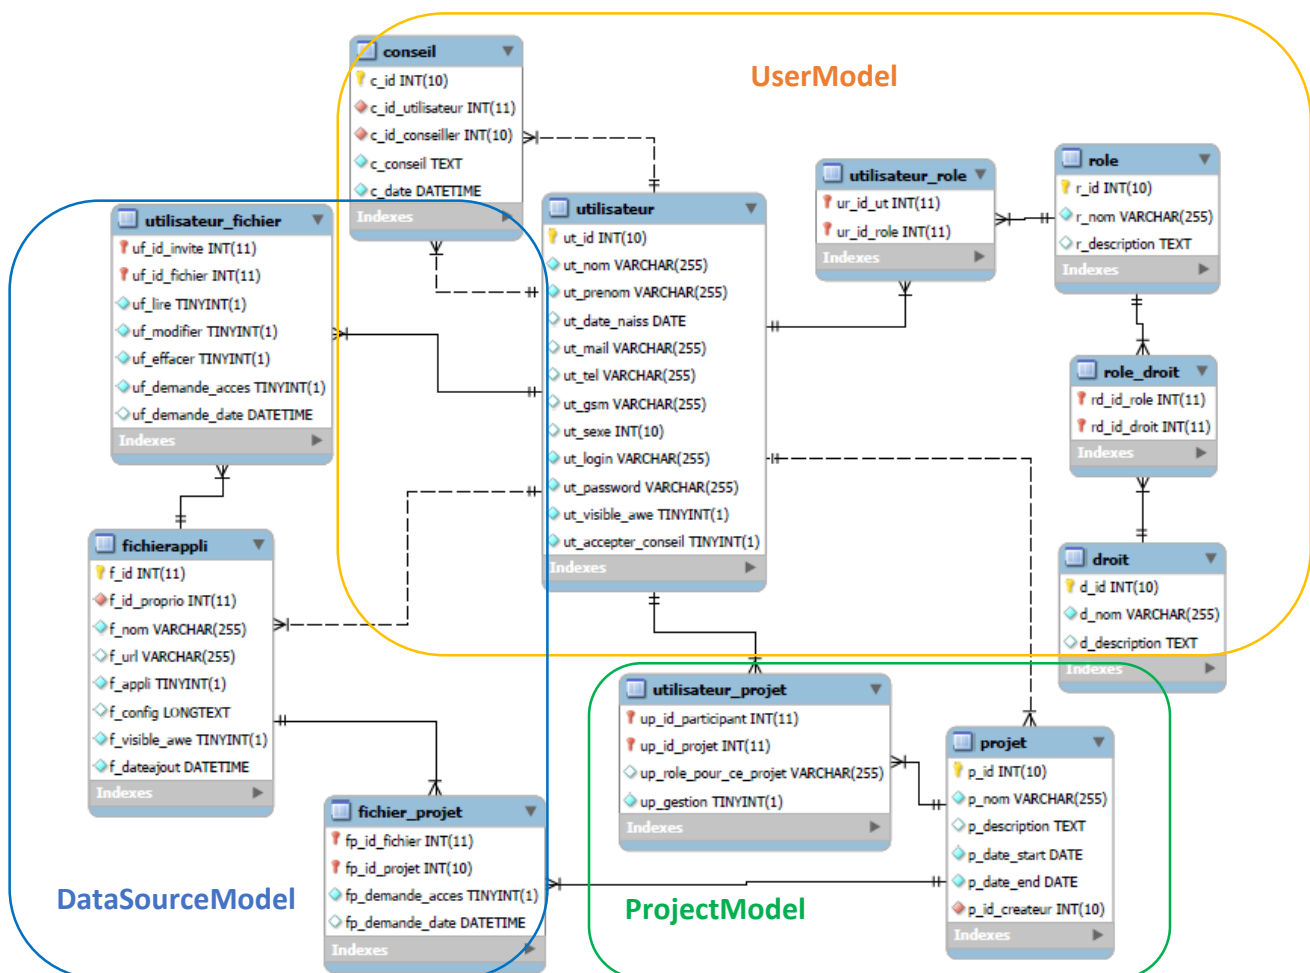 conseil
c_id INT(10)
c_id_utilisateur INT(11)
c_id_conseiller INT(10)
c_conseil TEXT
c_date DATETIME
Indexes
UserModel
utilisateur_role
ur_id_ut INT(11)
ur_id_role INT(11)
Indexes
role
r_id INT(10)
r_nom VARCHAR(255)
r_description TEXT
Indexes
utilisateur_fichier
uf_id_invite INT(11)
uf_id_fichier INT(11)
uf_lire TINYINT(1)
uf_modifier TINYINT(1)
uf_effacer TINYINT(1)
uf_demande_acces TINYINT(1)
uf_demande_date DATETIME
Indexes
utilisateur
ut_id INT(10)
ut_nom VARCHAR(255)
ut_prenom VARCHAR(255)
ut_date_naiss DATE
ut_mail VARCHAR(255)
ut_tel VARCHAR(255)
ut_gsm VARCHAR(255)
ut_sexe INT(10)
ut_login VARCHAR(255)
ut_password VARCHAR(255)
ut_visible_awe TINYINT(1)
ut_accepter_conseil TINYINT(1)
Indexes
role_droit
rd_id_role INT(11)
rd_id_droit INT(11)
Indexes
fichierappli
f_id INT(11)
f_id_proprio INT(11)
f_nom VARCHAR(255)
f_url VARCHAR(255)
f_appli TINYINT(1)
f_config LONGTEXT
f_visible_awe TINYINT(1)
f_dateajout DATETIME
Indexes
droit
d_id INT(10)
d_nom VARCHAR(255)
d_description TEXT
Indexes
utilisateur_projet
up_id_participant INT(11)
up_id_projet INT(11)
up_role_pour_ce_projet VARCHAR(255)
up_gestion TINYINT(1)
Indexes
projet
p_id INT(10)
p_nom VARCHAR(255)
p_description TEXT
p_date_start DATE
p_date_end DATE
p_id_createur INT(10)
Indexes
fichier_projet
fp_id_fichier INT(11)
fp_id_projet INT(10)
fp_demande_acces TINYINT(1)
fp_demande_date DATETIME
Indexes
DataSourceModel
ProjectModel